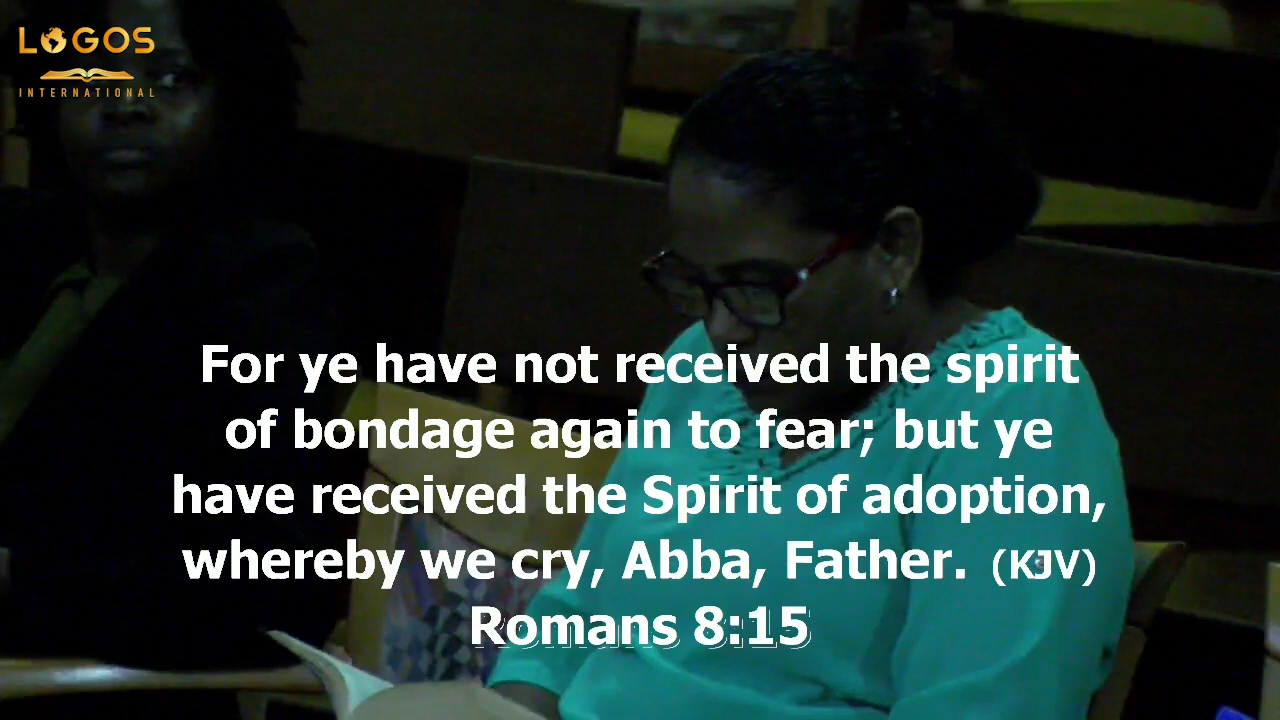 LOGOS
INTERNATIONAL
For ye have not received the spirit
of bondage again to fear; but ye
have received the Spirit of adoption,
whereby we cry, Abba, Father. (KJV)
Romans 8:15